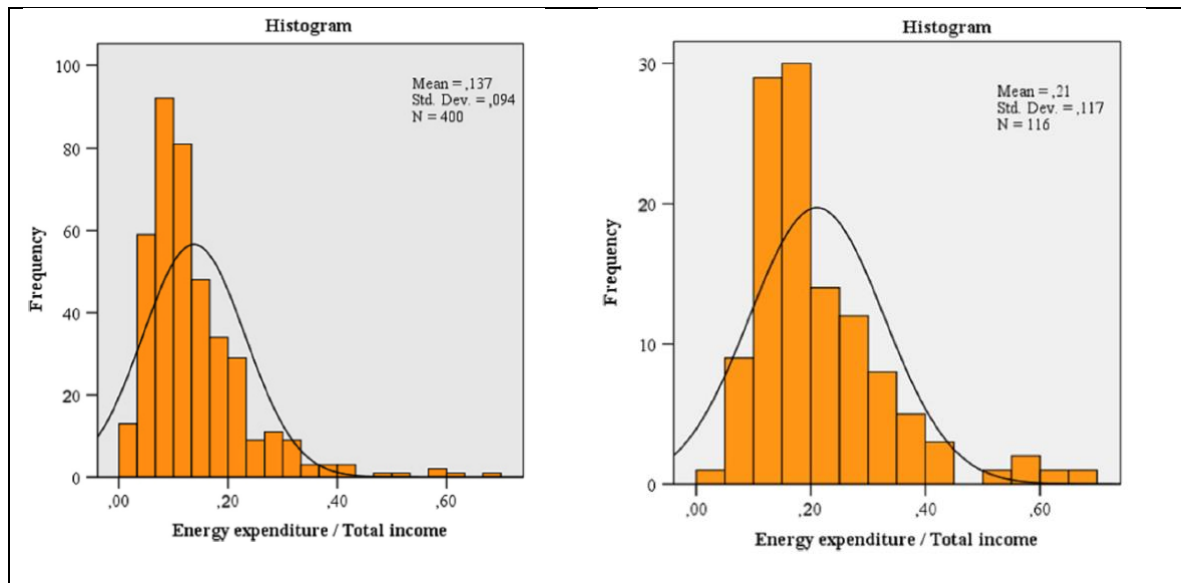 Histogram
Mean = ,137
Std. Dev. = ,094
N = 400
100
80
60
40
20
0
Frequency
,00
,20
,40
,60
Energy expenditure / Total income
Histogram
Mean = ,21
Std. Dev. = ,117
N = 116
30
20
10
0
Frequency
,00
,20
,40
,60
Energy expenditure / Total income